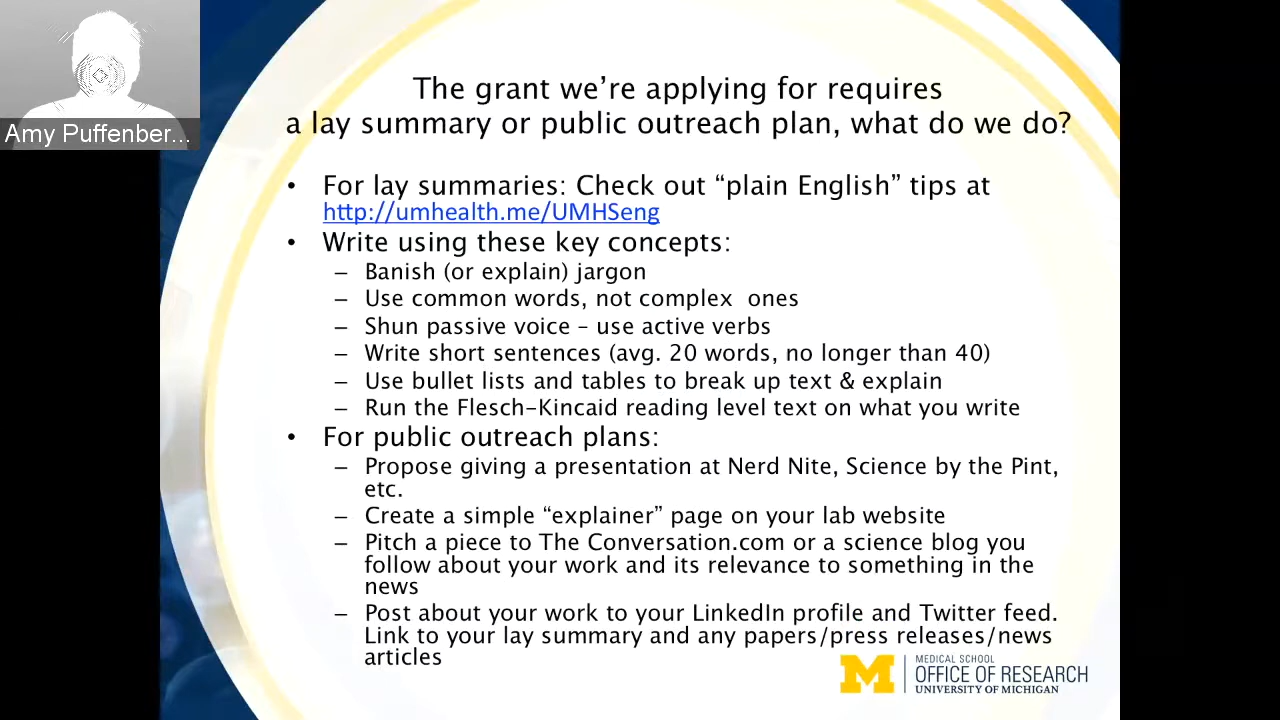 Amy Puffenber...
The grant we're applying for requires
a lay summary or public outreach plan, what do we do?
• For lay summaries: Check out “plain English” tips at
http://umhealth.me/UMHSeng
• Write using these key concepts:
– Banish (or explain) jargon
– Use common words, not complex ones
– Shun passive voice – use active verbs
– Write short sentences (avg. 20 words, no longer than 40)
– Use bullet lists and tables to break up text & explain
– Run the Flesch-Kincaid reading level text on what you write
• For public outreach plans:
– Propose giving a presentation at Nerd Nite, Science by the Pint,
etc.
– Create a simple “explainer” page on your lab website
– Pitch a piece to The Conversation.com or a science blog you
follow about your work and its relevance to something in the
news
– Post about your work to your LinkedIn profile and Twitter feed.
Link to your lay summary and any papers/press releases/news
articles
M
MEDICAL SCHOOL
OFFICE OF RESEARCH
UNIVERSITY OF MICHIGAN